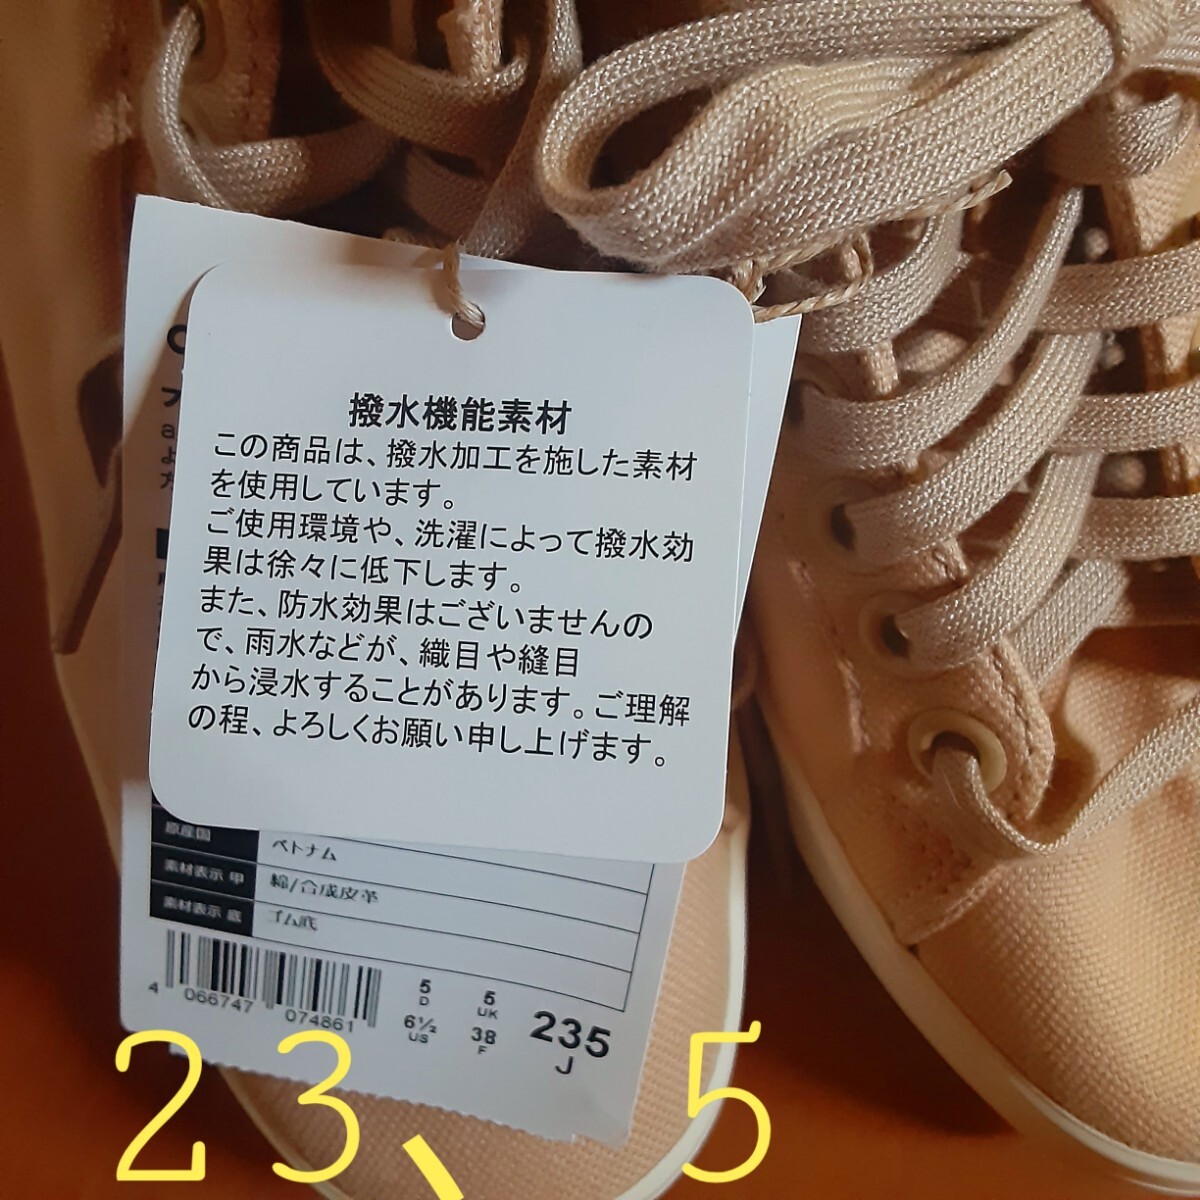 撥水機能素材
この商品は、撥水加工を施した素材
を使用しています。
ご使用環境や、洗濯によって撥水効
果は徐々に低下します。
また、防水効果はございませんの
で、雨水などが、織目や縫目
から浸水することがあります。ご理解
の程、よろしくお願い申し上げます。
原産国 ベトナム
素材表示 甲 綿/合成皮革
素材表示 底 ゴム底
4 066747 074861
5 D 5 UK
6½ US 38 F
235 J
23、5